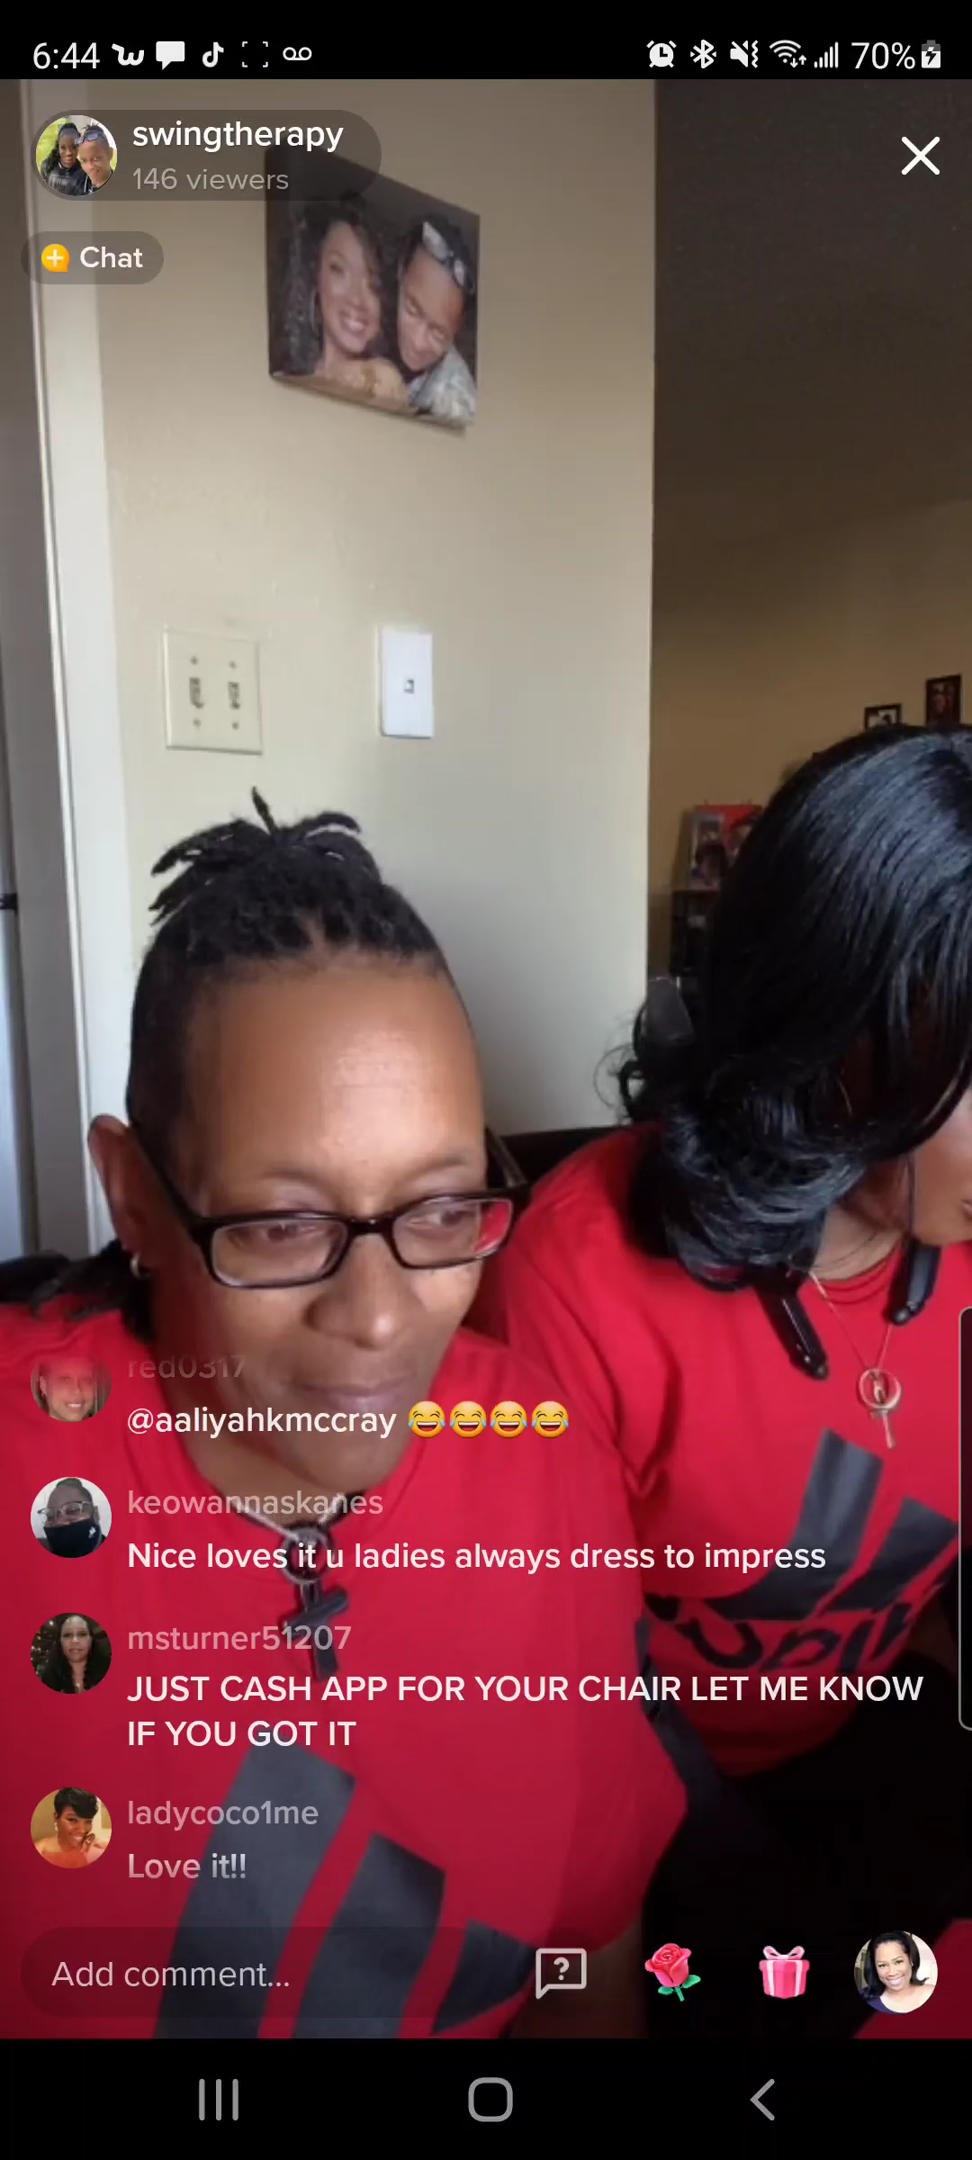 6:44
70%
swingtherapy
146 viewers
Chat
red0317
@aaliyahkmccray 😂😂😂😂
keowannaskanes
Nice loves it u ladies always dress to impress
msturner51207
JUST CASH APP FOR YOUR CHAIR LET ME KNOW
IF YOU GOT IT
ladycoco1me
Love it!!
Add comment...